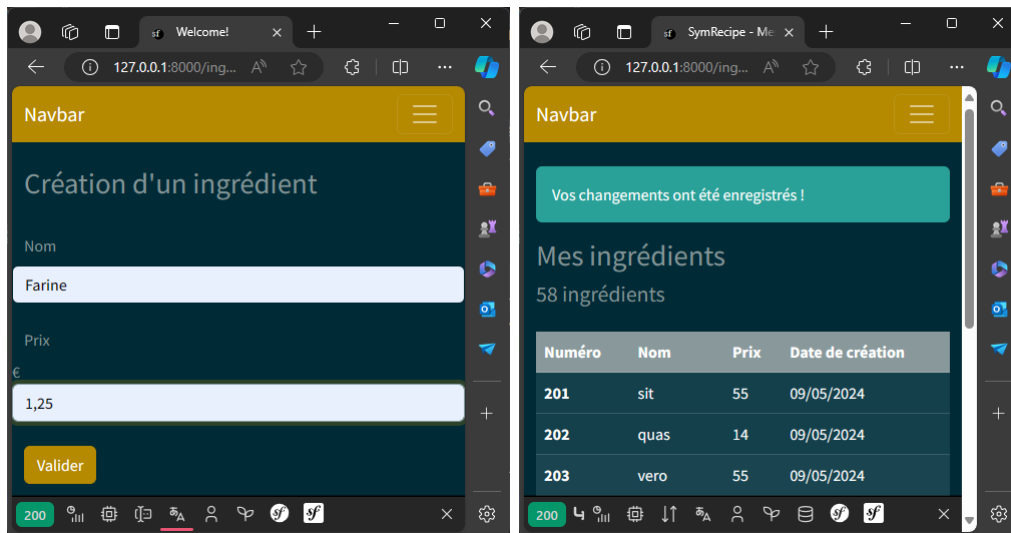 Welcome!
127.0.0.1:8000/ing...
Navbar
Création d'un ingrédient
Nom
Farine
Prix
€
1,25
Valider
200
SymRecipe - Me
127.0.0.1:8000/ing...
Navbar
Vos changements ont été enregistrés !
Mes ingrédients
58 ingrédients
Numéro Nom Prix Date de création
201 sit 55 09/05/2024
202 quas 14 09/05/2024
203 vero 55 09/05/2024
200